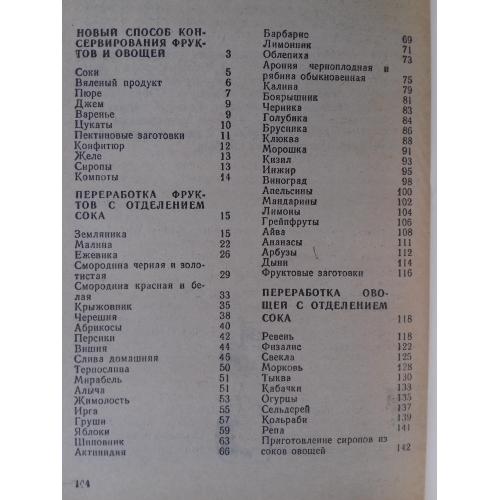 НОВЫЙ СПОСОБ КОН-
СЕРВИРОВАНИЯ ФРУК-
ТОВ И ОВОЩЕЙ 3
Соки 5
Вяленый продукт 6
Пюре 7
Джем 9
Варенье 9
Цукаты 10
Пектиновые заготовки 11
Конфитюр 12
Желе 13
Сиропы 13
Компоты 14
ПЕРЕРАБОТКА ФРУК-
ТОВ С ОТДЕЛЕНИЕМ
СОКА 15
Земляника 15
Малина 22
Ежевика 26
Смородина черная и золо-
тистая 29
Смородина красная и бе-
лая 33
Крыжовник 35
Черешня 38
Абрикосы 40
Персики 42
Вишня 44
Слива домашняя 45
Тернослива 50
Мирабель 51
Алыча 51
Жимолость 53
Ирга 55
Груши 57
Яблоки 59
Шиповник 63
Актинидия 66
Барбарис 69
Лимонник 71
Облепиха 73
Арония черноплодная и
рябина обыкновенная 75
Калина 79
Боярышник 81
Черника 83
Голубика 84
Брусника 86
Клюква 88
Морошка 91
Кизил 93
Инжир 95
Виноград 98
Апельсины 100
Мандарины 102
Лимоны 104
Грейпфруты 106
Айва 108
Ананасы 111
Арбузы 112
Дыни 114
Фруктовые заготовки 116
ПЕРЕРАБОТКА ОВО-
ЩЕЙ С ОТДЕЛЕНИЕМ
СОКА 118
Ревень 118
Физалис 122
Свекла 125
Морковь 128
Тыква 130
Кабачки 133
Огурцы 135
Сельдерей 137
Кольраби 139
Репа 141
Приготовление сиропов из
соков овощей 142